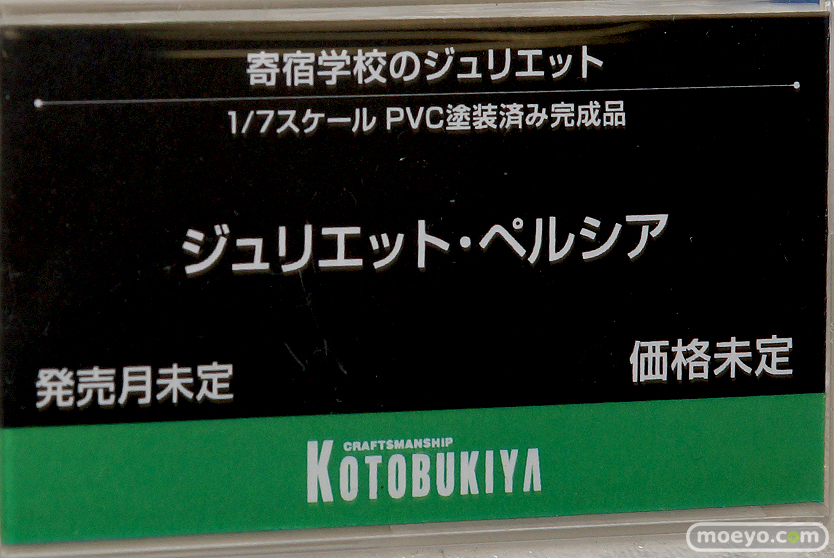 寄宿学校のジュリエット
1/7スケール PVC塗装済み完成品
ジュリエット・ペルシア
発売月未定
価格未定
CRAFTSMANSHIP
KOTOBUKIYA
moeyo.com